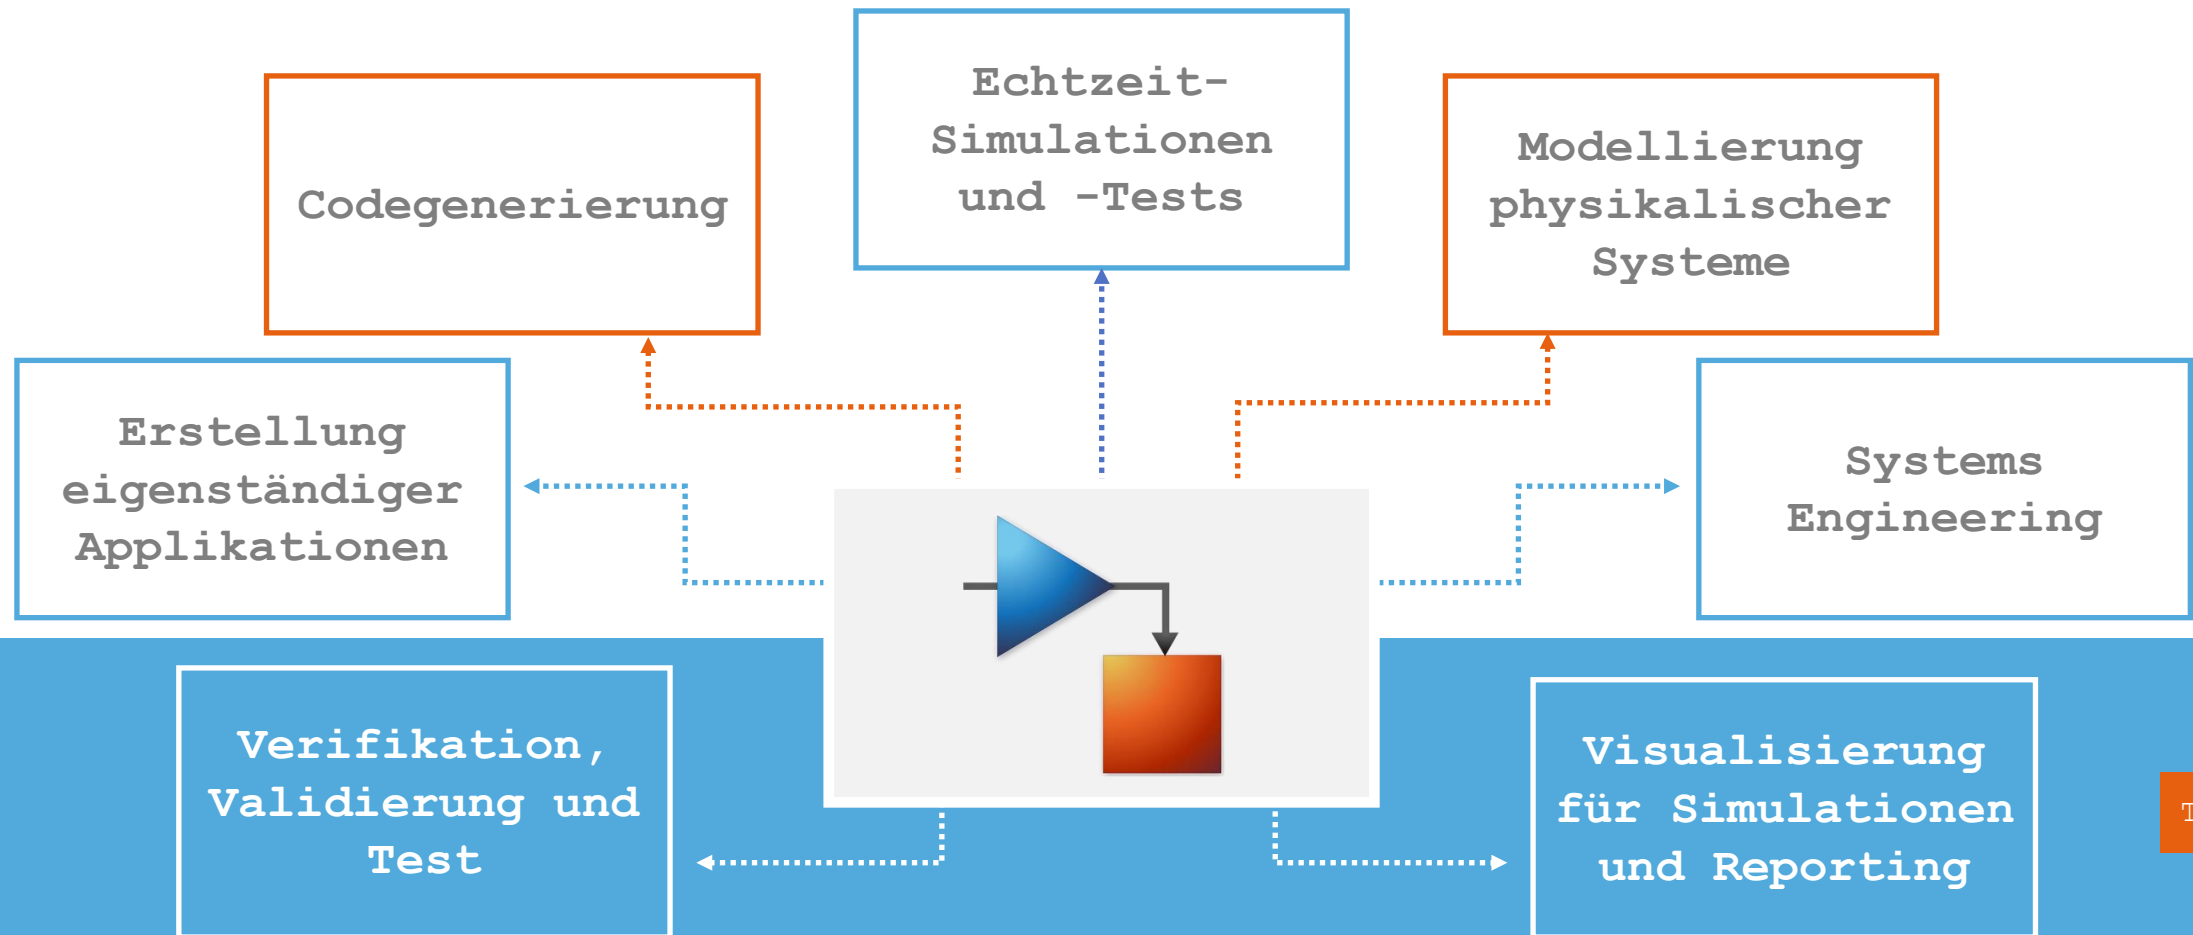 Echtzeit-
Simulationen
und -Tests
Codegenerierung
Modellierung
physikalischer
Systeme
Erstellung
eigenständiger
Applikationen
Systems
Engineering
Verifikation,
Validierung und
Test
Visualisierung
für Simulationen
und Reporting